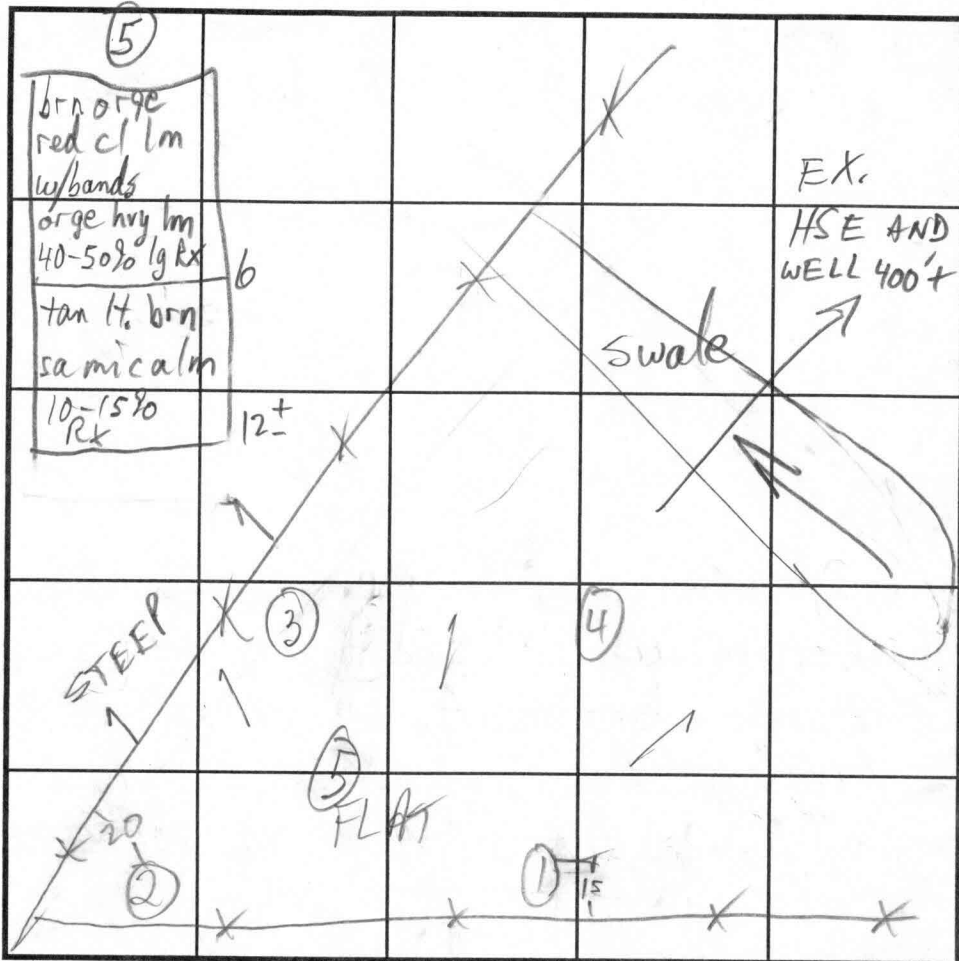 5
brn orge
red cl lm
w/bands
orge hvy lm
40-50% lg Rx
6
tan lt. brn
sa mica lm
10-15%
Rx
12±
EX.
HSE AND
WELL 400'+
swale
STEEP
3
4
5
FLAT
20
2
1
15